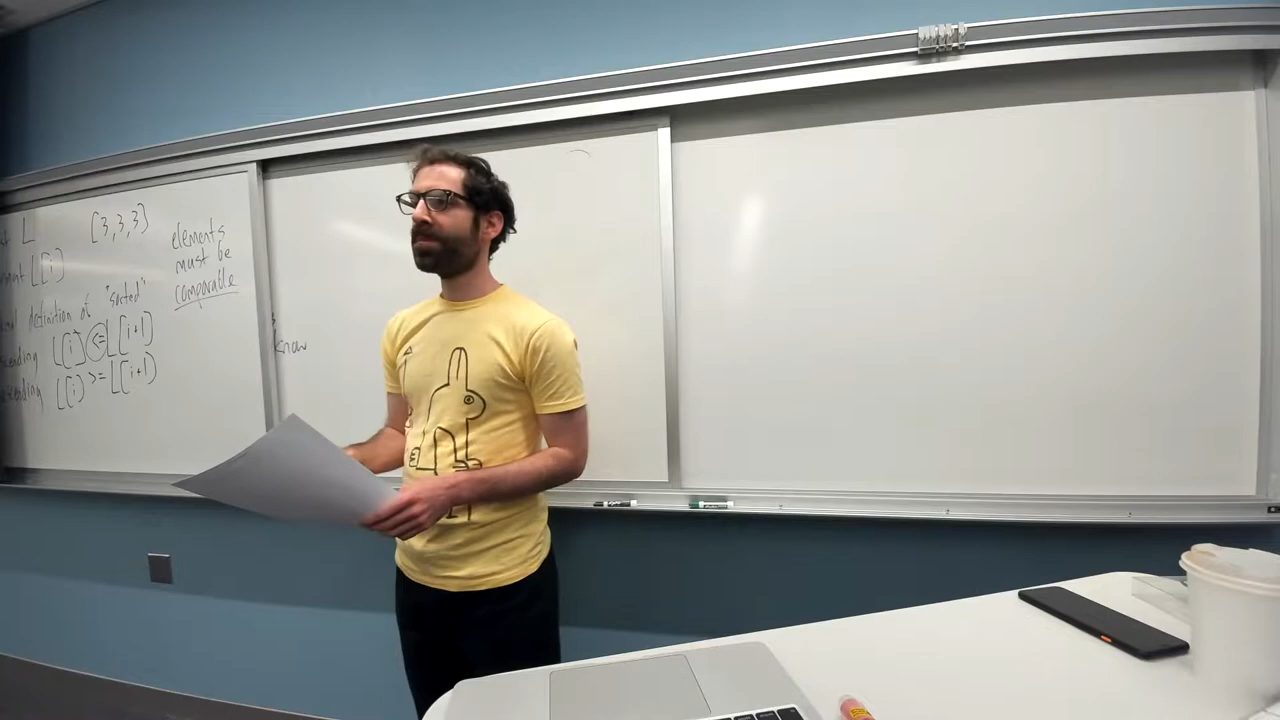 L [3,3,3]
L[i]
definition of "sorted"
L[i] <= L[i+1]
L[i] >= L[i+1]
elements
must be
comparable
know